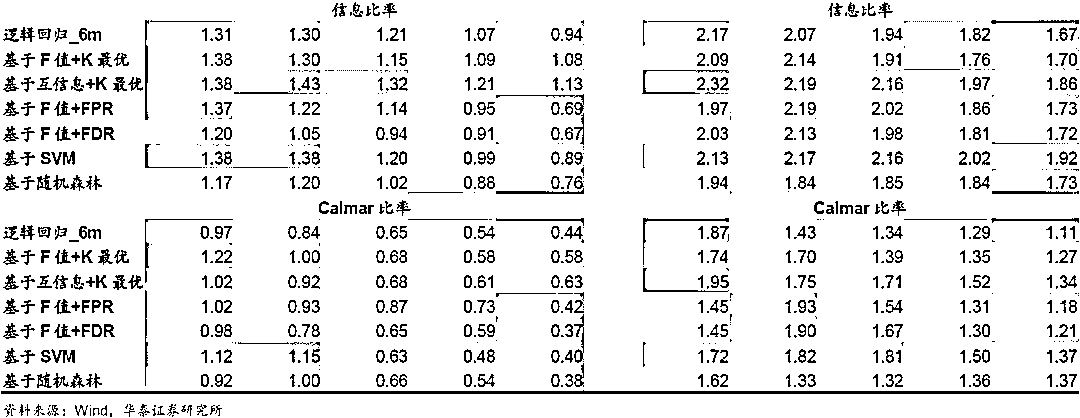 信息比率 信息比率
逻辑回归_6m 1.31 1.30 1.21 1.07 0.94 2.17 2.07 1.94 1.82 1.67
基于 F 值+K 最优 1.38 1.30 1.15 1.09 1.08 2.09 2.14 1.91 1.76 1.70
基于互信息+K 最优 1.38 1.43 1.32 1.21 1.13 2.32 2.19 2.16 1.97 1.86
基于 F 值+FPR 1.37 1.22 1.14 0.95 0.69 1.97 2.19 2.02 1.86 1.73
基于 F 值+FDR 1.20 1.05 0.94 0.91 0.67 2.03 2.13 1.98 1.81 1.72
基于 SVM 1.38 1.38 1.20 0.99 0.89 2.13 2.17 2.16 2.02 1.92
基于随机森林 1.17 1.20 1.02 0.88 0.76 1.94 1.84 1.85 1.84 1.73
Calmar 比率 Calmar 比率
逻辑回归_6m 0.97 0.84 0.65 0.54 0.44 1.87 1.43 1.34 1.29 1.11
基于 F 值+K 最优 1.22 1.00 0.68 0.58 0.58 1.74 1.70 1.39 1.35 1.27
基于互信息+K 最优 1.02 0.92 0.68 0.61 0.63 1.95 1.75 1.71 1.52 1.34
基于 F 值+FPR 1.02 0.93 0.87 0.73 0.42 1.45 1.93 1.54 1.31 1.18
基于 F 值+FDR 0.98 0.78 0.65 0.59 0.37 1.45 1.90 1.67 1.30 1.21
基于 SVM 1.12 1.15 0.63 0.48 0.40 1.72 1.82 1.81 1.50 1.37
基于随机森林 0.92 1.00 0.66 0.54 0.38 1.62 1.33 1.32 1.36 1.37
资料来源：Wind，华泰证券研究所